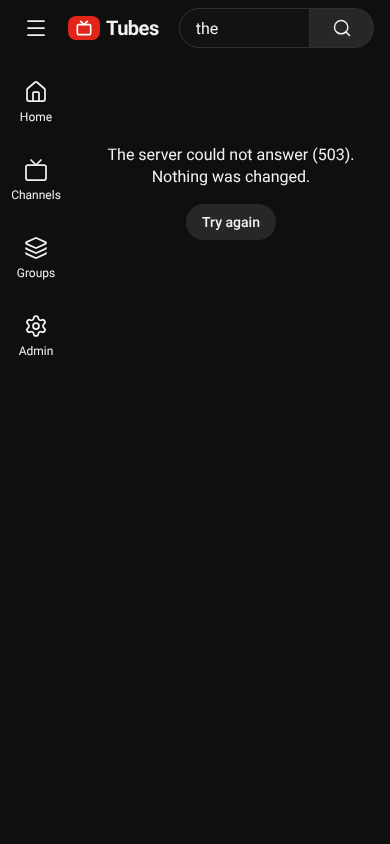 Tubes
the
Home
Channels
Groups
Admin
The server could not answer (503).
Nothing was changed.
Try again